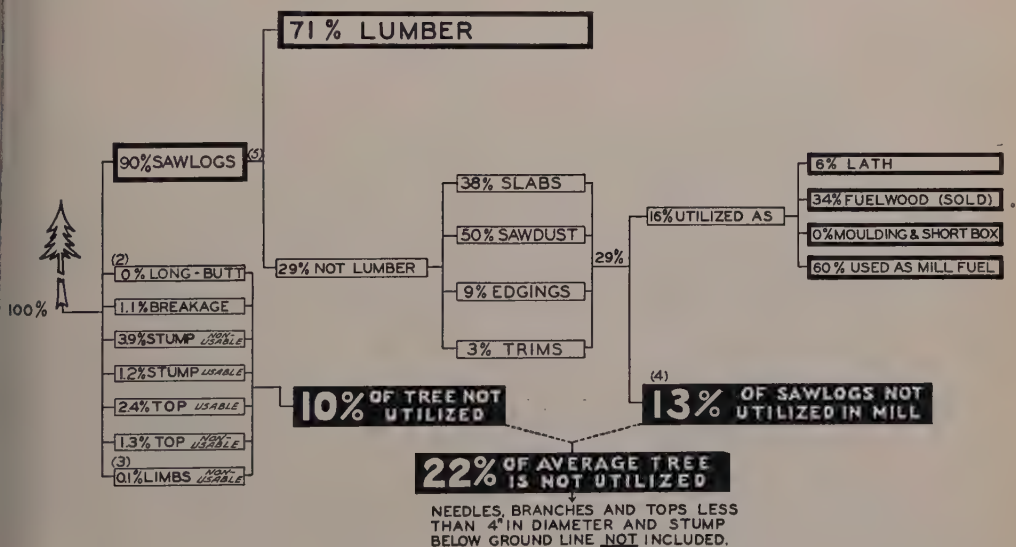 71% LUMBER
90% SAWLOGS
(5)
100%
(2)
0% LONG-BUTT
1.1% BREAKAGE
3.9% STUMP NON-USABLE
1.2% STUMP USABLE
2.4% TOP USABLE
1.3% TOP NON-USABLE
(3)
0.1% LIMBS NON-USABLE
29% NOT LUMBER
38% SLABS
50% SAWDUST
9% EDGINGS
3% TRIMS
29%
16% UTILIZED AS
6% LATH
34% FUELWOOD (SOLD)
0% MOULDING & SHORT BOX
60% USED AS MILL FUEL
10% OF TREE NOT
UTILIZED
(4)
13% OF SAWLOGS NOT
UTILIZED IN MILL
22% OF AVERAGE TREE
IS NOT UTILIZED
NEEDLES, BRANCHES AND TOPS LESS
THAN 4" IN DIAMETER AND STUMP
BELOW GROUND LINE NOT INCLUDED.